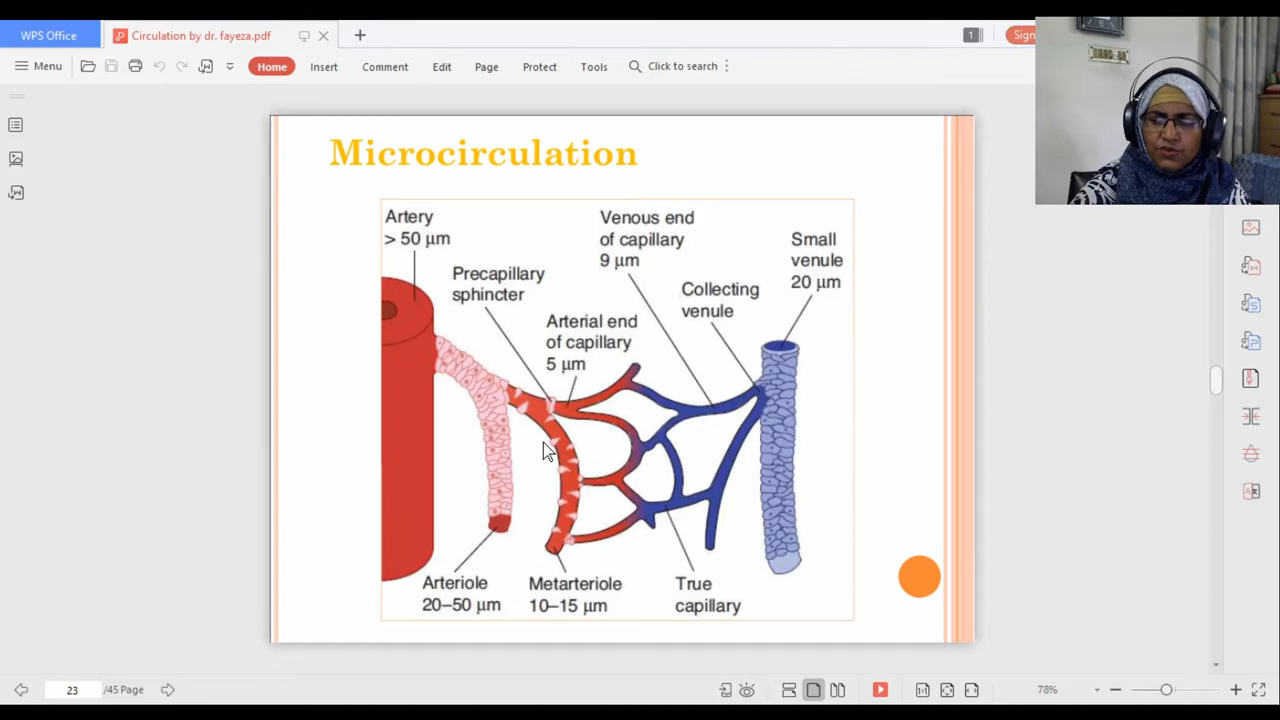 WPS Office
Circulation by dr. fayeza.pdf
1
Sign
Menu
Home
Insert
Comment
Edit
Page
Protect
Tools
Click to search
Microcirculation
Artery
> 50 μm
Precapillary
sphincter
Arterial end
of capillary
5 μm
Venous end
of capillary
9 μm
Collecting
venule
Small
venule
20 μm
Arteriole
20–50 μm
Metarteriole
10–15 μm
True
capillary
23
/45 Page
78%